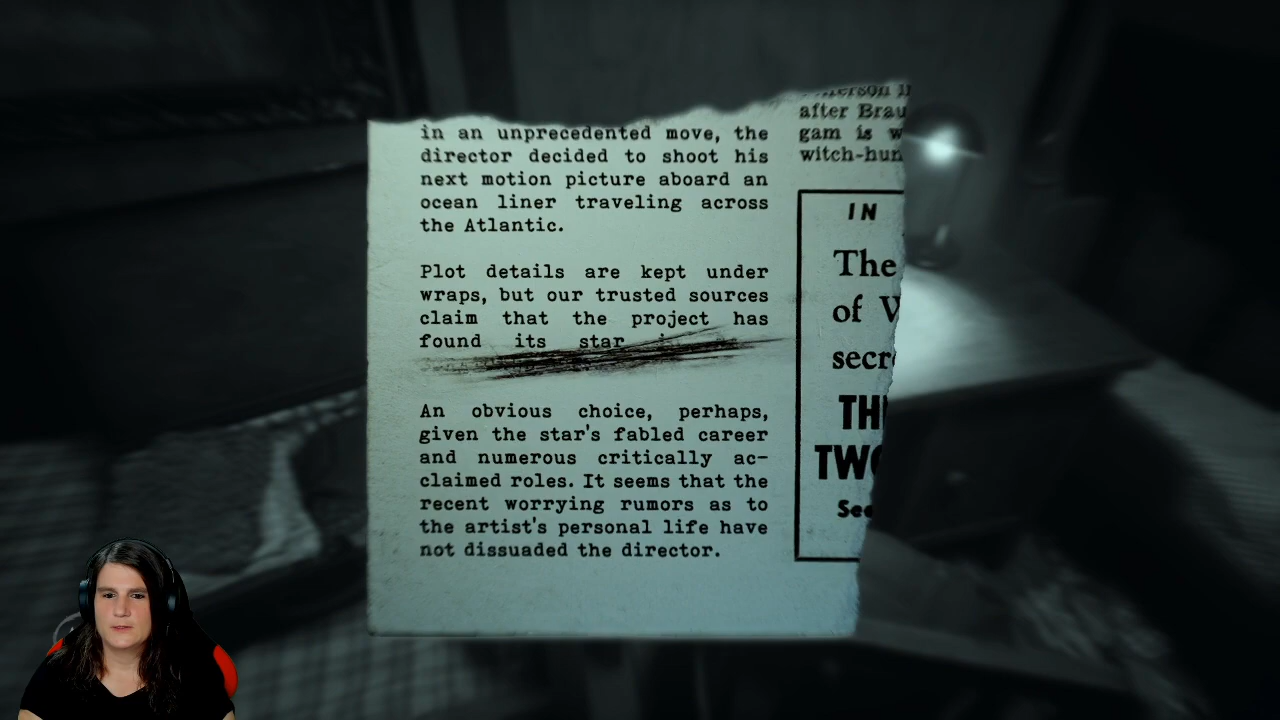 in an unprecedented move, the
director decided to shoot his
next motion picture aboard an
ocean liner traveling across
the Atlantic.
Plot details are kept under
wraps, but our trusted sources
claim that the project has
found its star
An obvious choice, perhaps,
given the star's fabled career
and numerous critically ac-
claimed roles. It seems that the
recent worrying rumors as to
the artist's personal life have
not dissuaded the director.
after Brau
gam is w
witch-hun
IN
The
of V
secr
TH
TWO
See